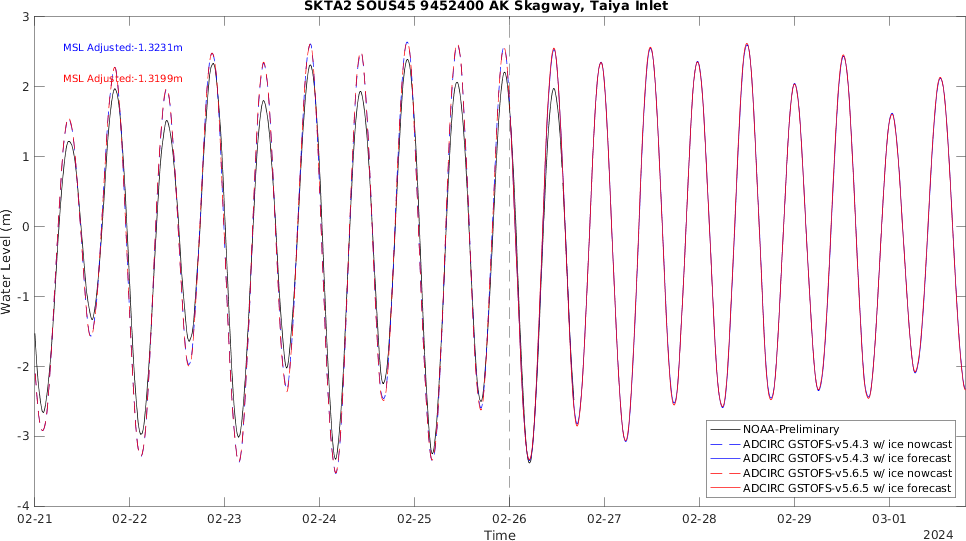 SKTA2 SOUS45 9452400 AK Skagway, Taiya Inlet
MSL Adjusted:-1.3231m
MSL Adjusted:-1.3199m
3
2
1
0
-1
-2
-3
-4
Water Level (m)
NOAA-Preliminary
ADCIRC GSTOFS-v5.4.3 w/ ice nowcast
ADCIRC GSTOFS-v5.4.3 w/ ice forecast
ADCIRC GSTOFS-v5.6.5 w/ ice nowcast
ADCIRC GSTOFS-v5.6.5 w/ ice forecast
02-21 02-22 02-23 02-24 02-25 02-26 02-27 02-28 02-29 03-01
Time
2024